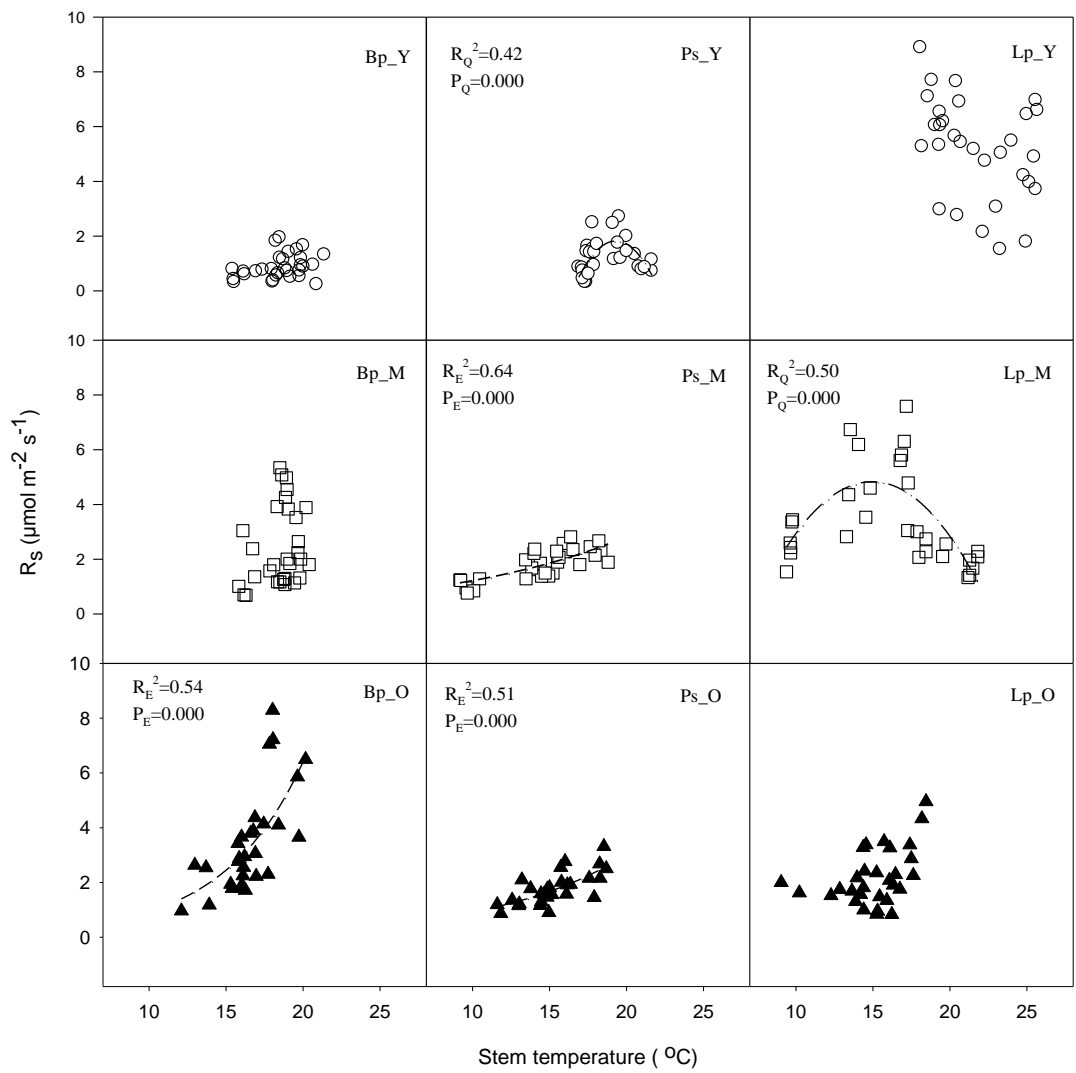 10
8
6
4
2
0
Bp_Y
R_Q^2=0.42
P_Q=0.000
Ps_Y
Lp_Y
10
8
6
4
2
0
Bp_M
R_E^2=0.64
P_E=0.000
Ps_M
R_Q^2=0.50
P_Q=0.000
Lp_M
R_S (µmol m^-2 s^-1)
10
8
6
4
2
0
R_E^2=0.54
P_E=0.000
Bp_O
R_E^2=0.51
P_E=0.000
Ps_O
Lp_O
10 15 20 25 10 15 20 25 10 15 20 25
Stem temperature ( °C)